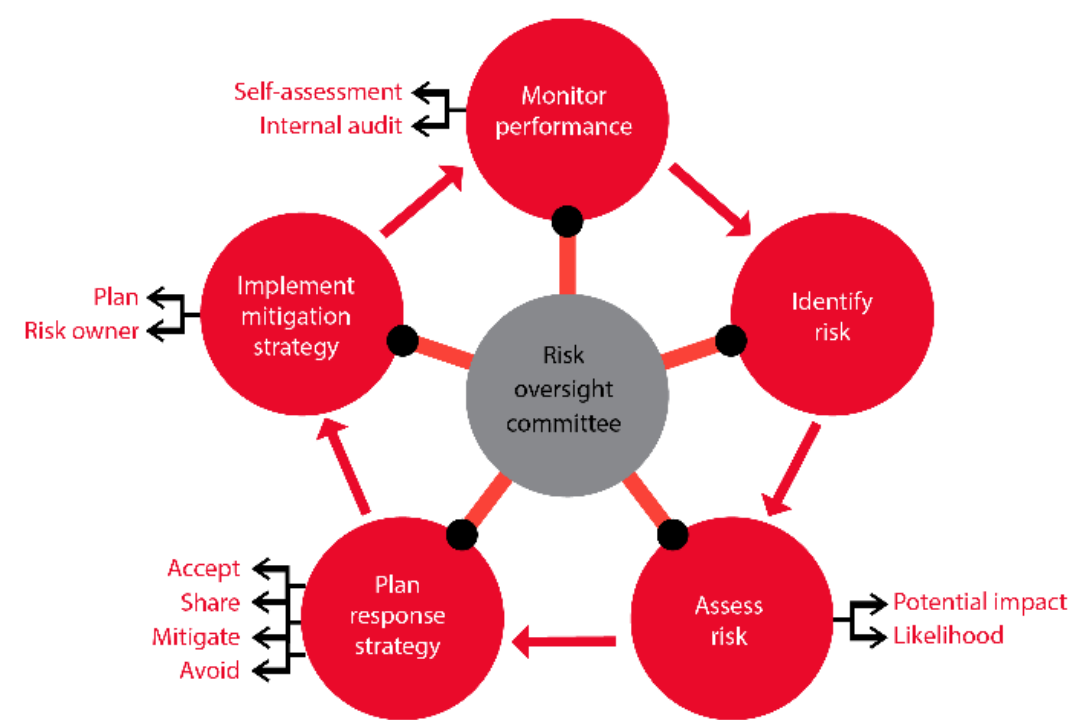 Monitor
performance
Self-assessment
Internal audit
Identify
risk
Implement
mitigation
strategy
Plan
Risk owner
Risk
oversight
committee
Assess
risk
Potential impact
Likelihood
Plan
response
strategy
Accept
Share
Mitigate
Avoid